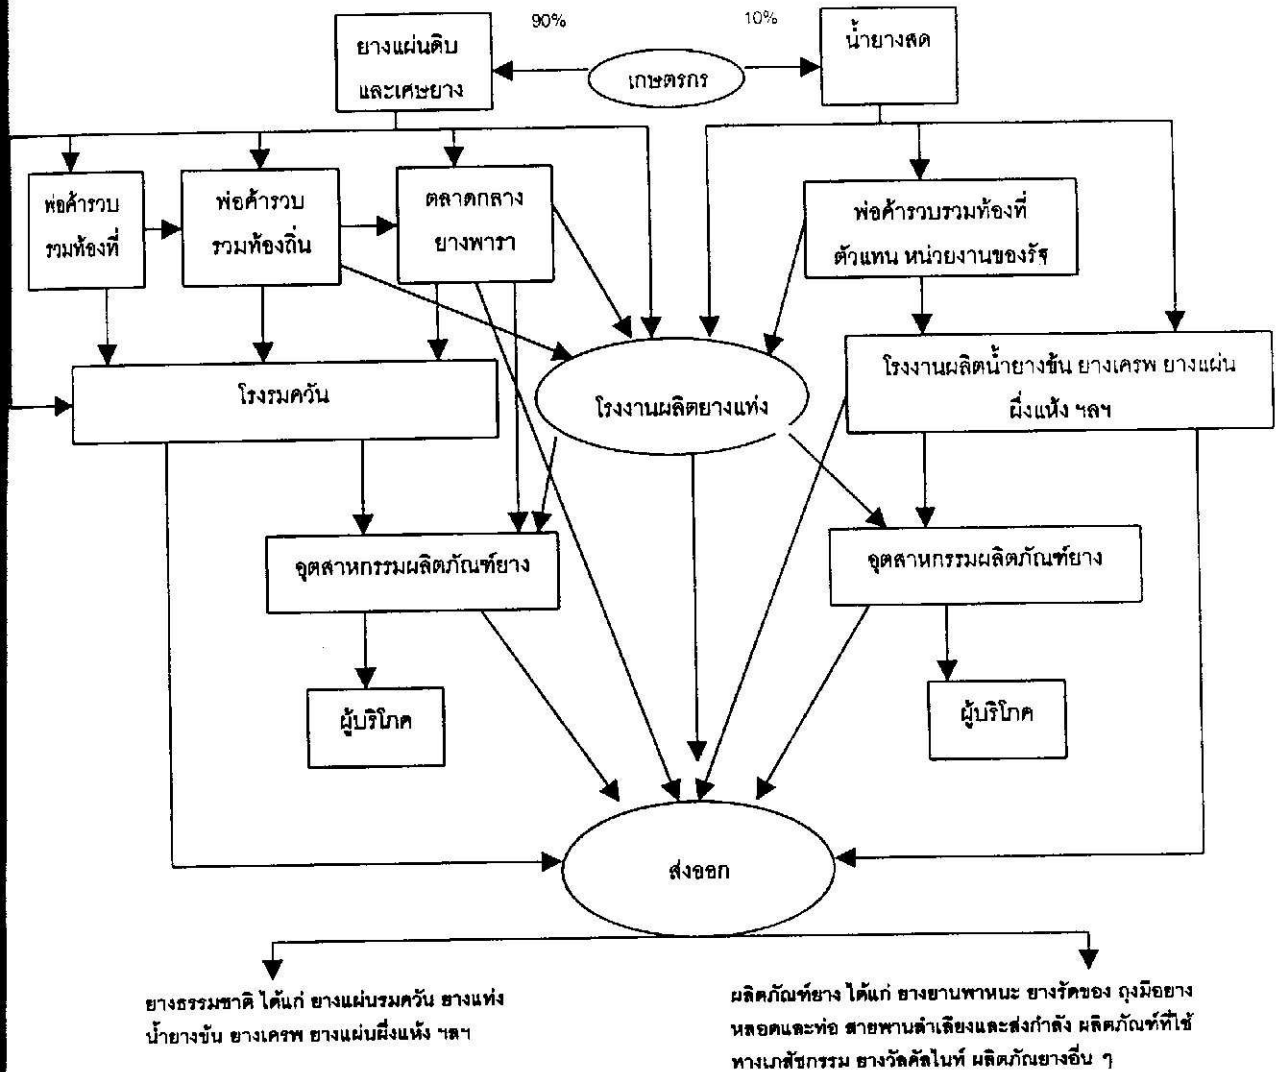 90%
10%
ยางแผ่นดิบ
และเศษยาง
เกษตรกร
น้ำยางสด
พ่อค้ารวบ
รวมท้องที่
พ่อค้ารวบ
รวมท้องถิ่น
ตลาดกลาง
ยางพารา
พ่อค้ารวบรวมท้องที่
ตัวแทน หน่วยงานของรัฐ
โรงรมควัน
โรงงานผลิตยางแท่ง
โรงงานผลิตน้ำยางข้น ยางเครพ ยางแผ่น
ผึ่งแห้ง ฯลฯ
อุตสาหกรรมผลิตภัณฑ์ยาง
อุตสาหกรรมผลิตภัณฑ์ยาง
ผู้บริโภค
ผู้บริโภค
ส่งออก
ยางธรรมชาติ ได้แก่ ยางแผ่นรมควัน ยางแท่ง
น้ำยางข้น ยางเครพ ยางแผ่นผึ่งแห้ง ฯลฯ
ผลิตภัณฑ์ยาง ได้แก่ ยางยานพาหนะ ยางรัดของ ถุงมือยาง
หลอดและท่อ สายพานลำเลียงและส่งกำลัง ผลิตภัณฑ์ที่ใช้
ทางเภสัชกรรม ยางวัลคัลไนท์ ผลิตภัณยางอื่น ๆ